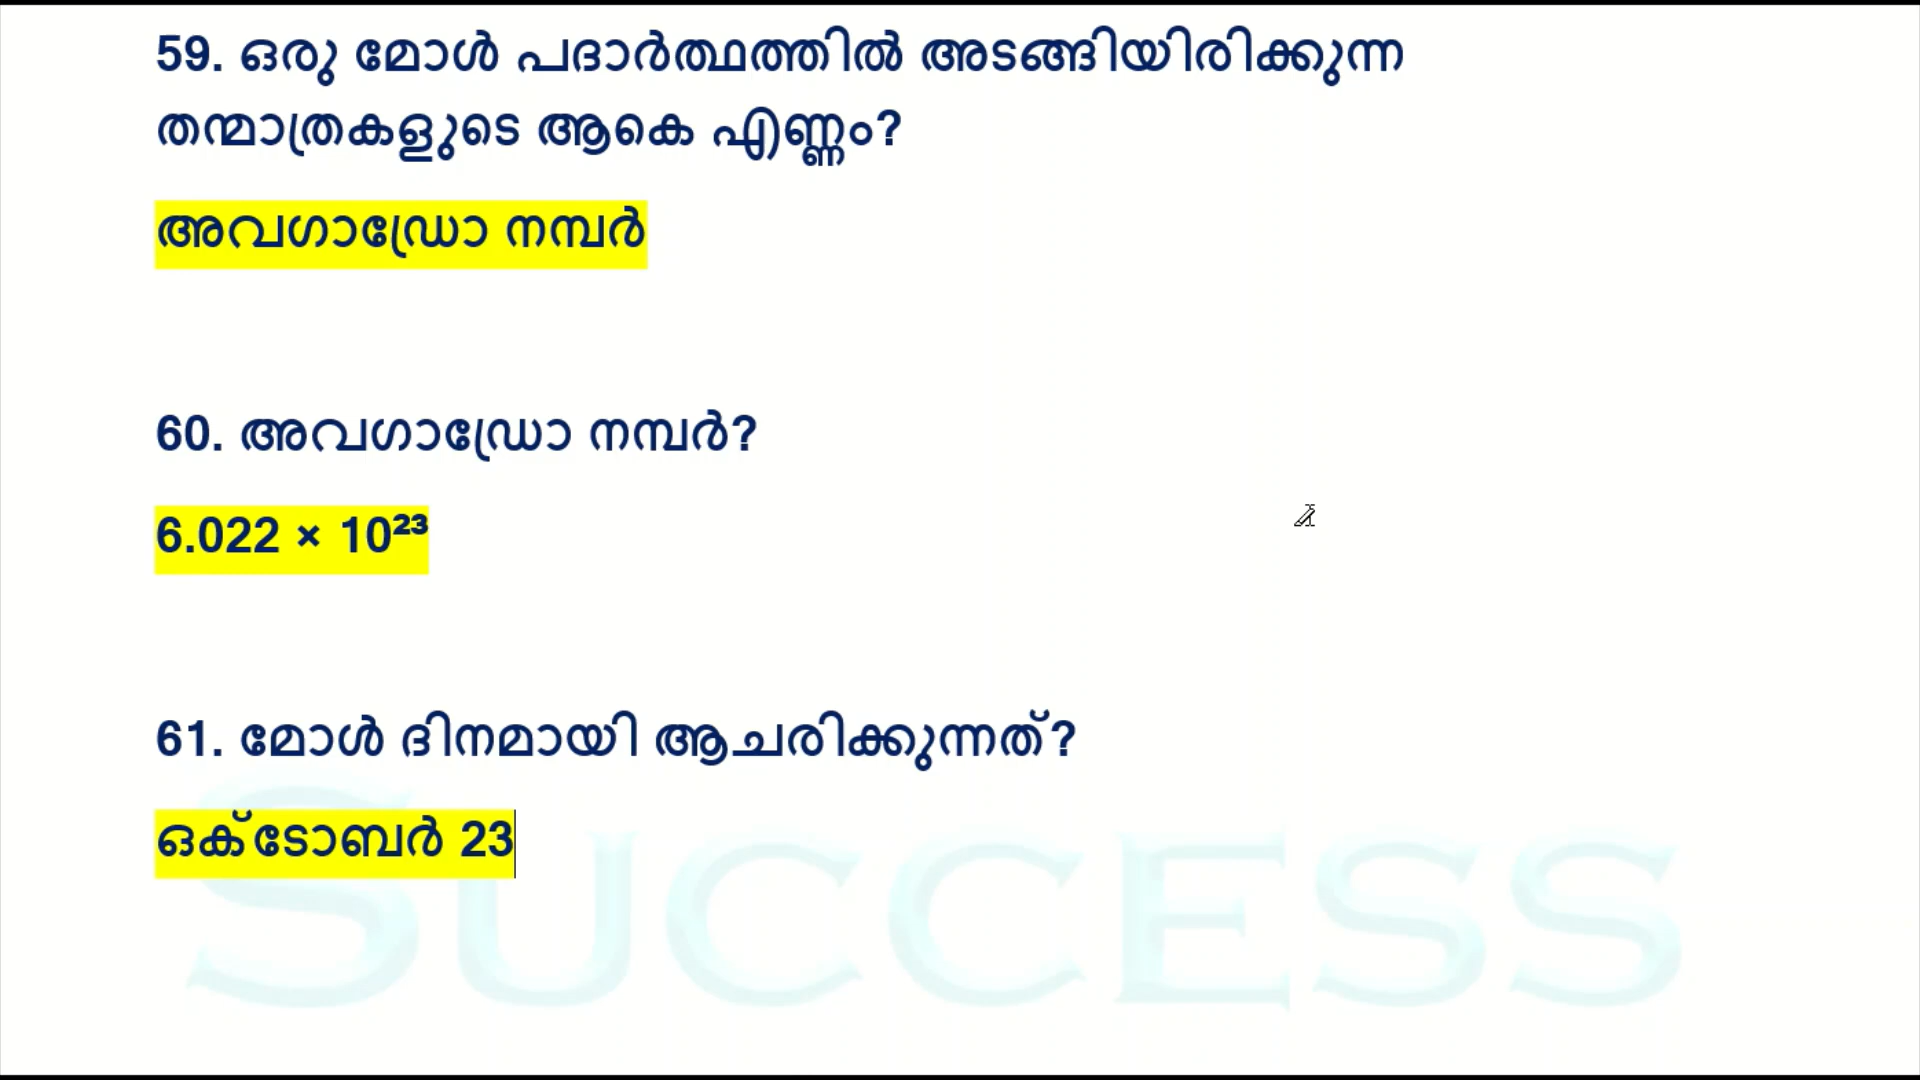 59. ഒരു മോൾ പദാർത്ഥത്തിൽ അടങ്ങിയിരിക്കുന്ന
തന്മാത്രകളുടെ ആകെ എണ്ണം?
അവഗാഡ്രോ നമ്പർ
60. അവഗാഡ്രോ നമ്പർ?
6.022 × 10²³
61. മോൾ ദിനമായി ആചരിക്കുന്നത്?
ഒക്ടോബർ 23
SUCCESS